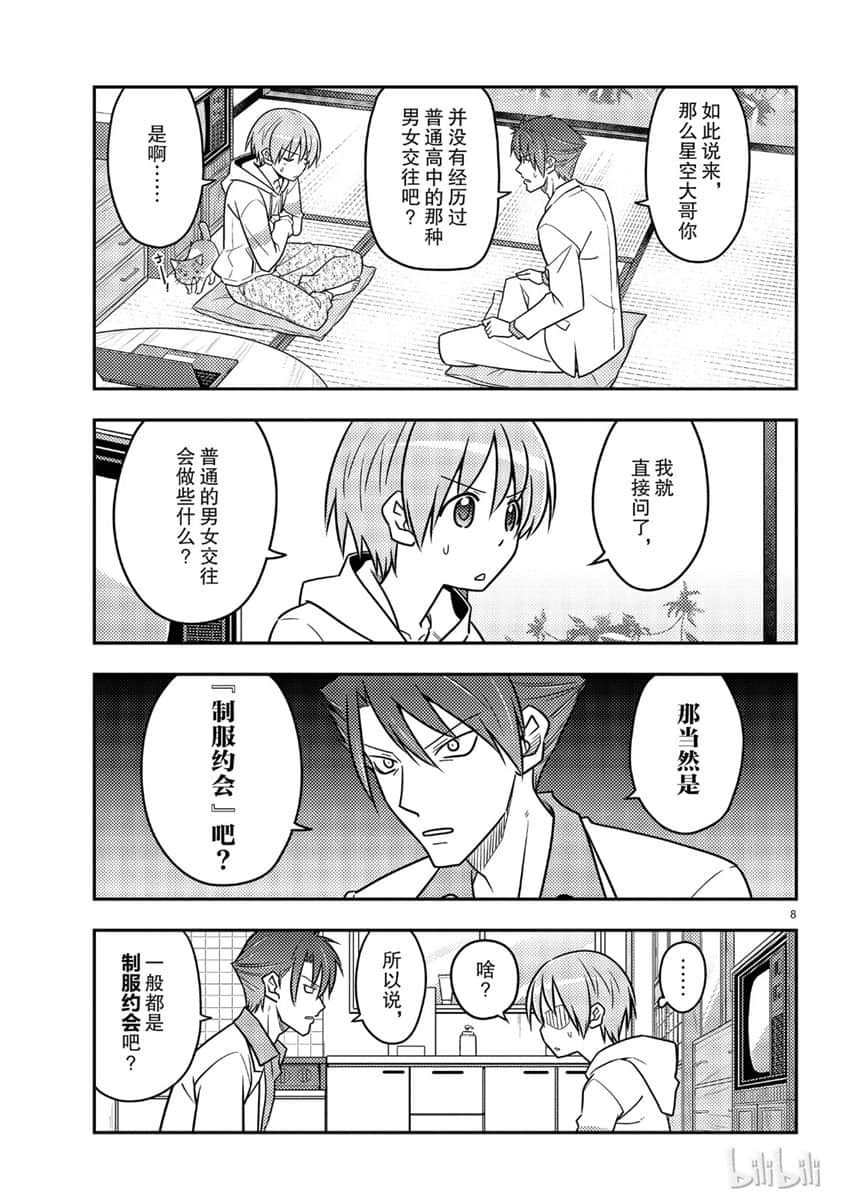 如此说来，
那么星空大哥你
并没有经历过
普通高中的那种
男女交往吧？
是啊……
さっ
我就
直接问了，
普通的男女交往
会做些什么？
那当然是
『制服约会』吧？
8
……
啥？
所以说，
一般都是
制服约会吧？
bilibili